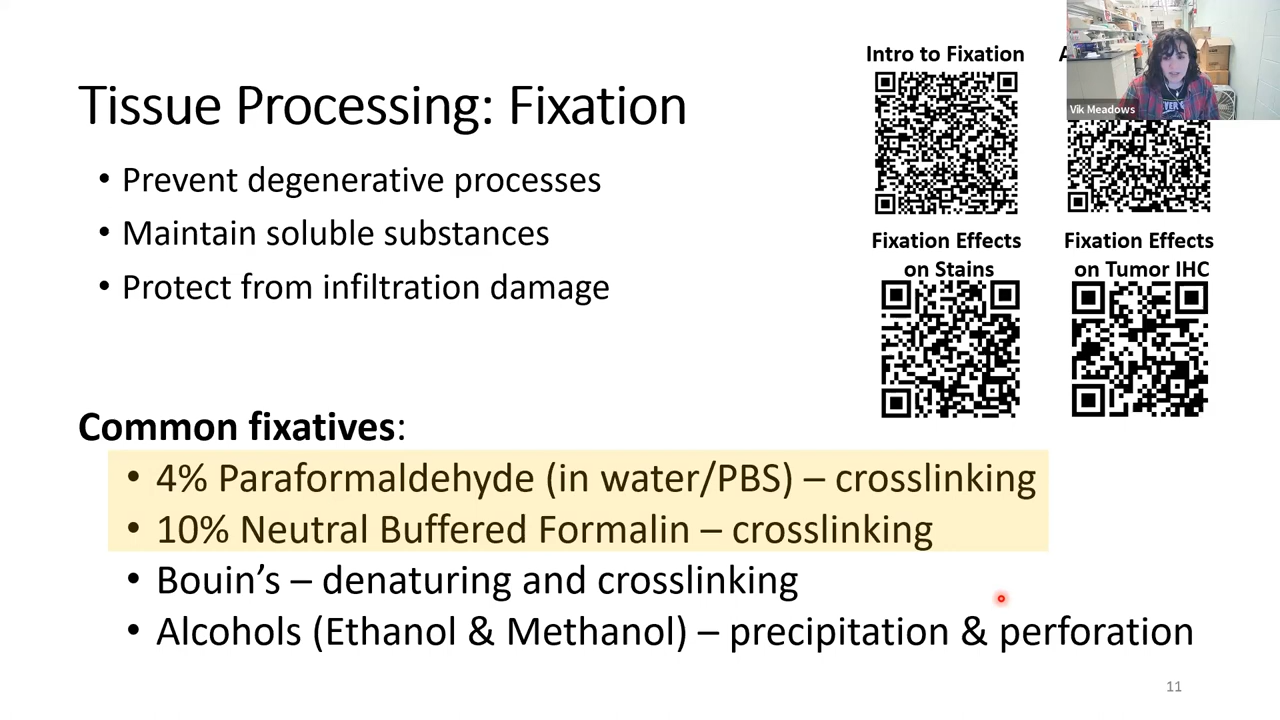 Tissue Processing: Fixation
• Prevent degenerative processes
• Maintain soluble substances
• Protect from infiltration damage
Common fixatives:
• 4% Paraformaldehyde (in water/PBS) – crosslinking
• 10% Neutral Buffered Formalin – crosslinking
• Bouin’s – denaturing and crosslinking
• Alcohols (Ethanol & Methanol) – precipitation & perforation
Intro to Fixation
Vik Meadows
Fixation Effects
on Stains
Fixation Effects
on Tumor IHC
11